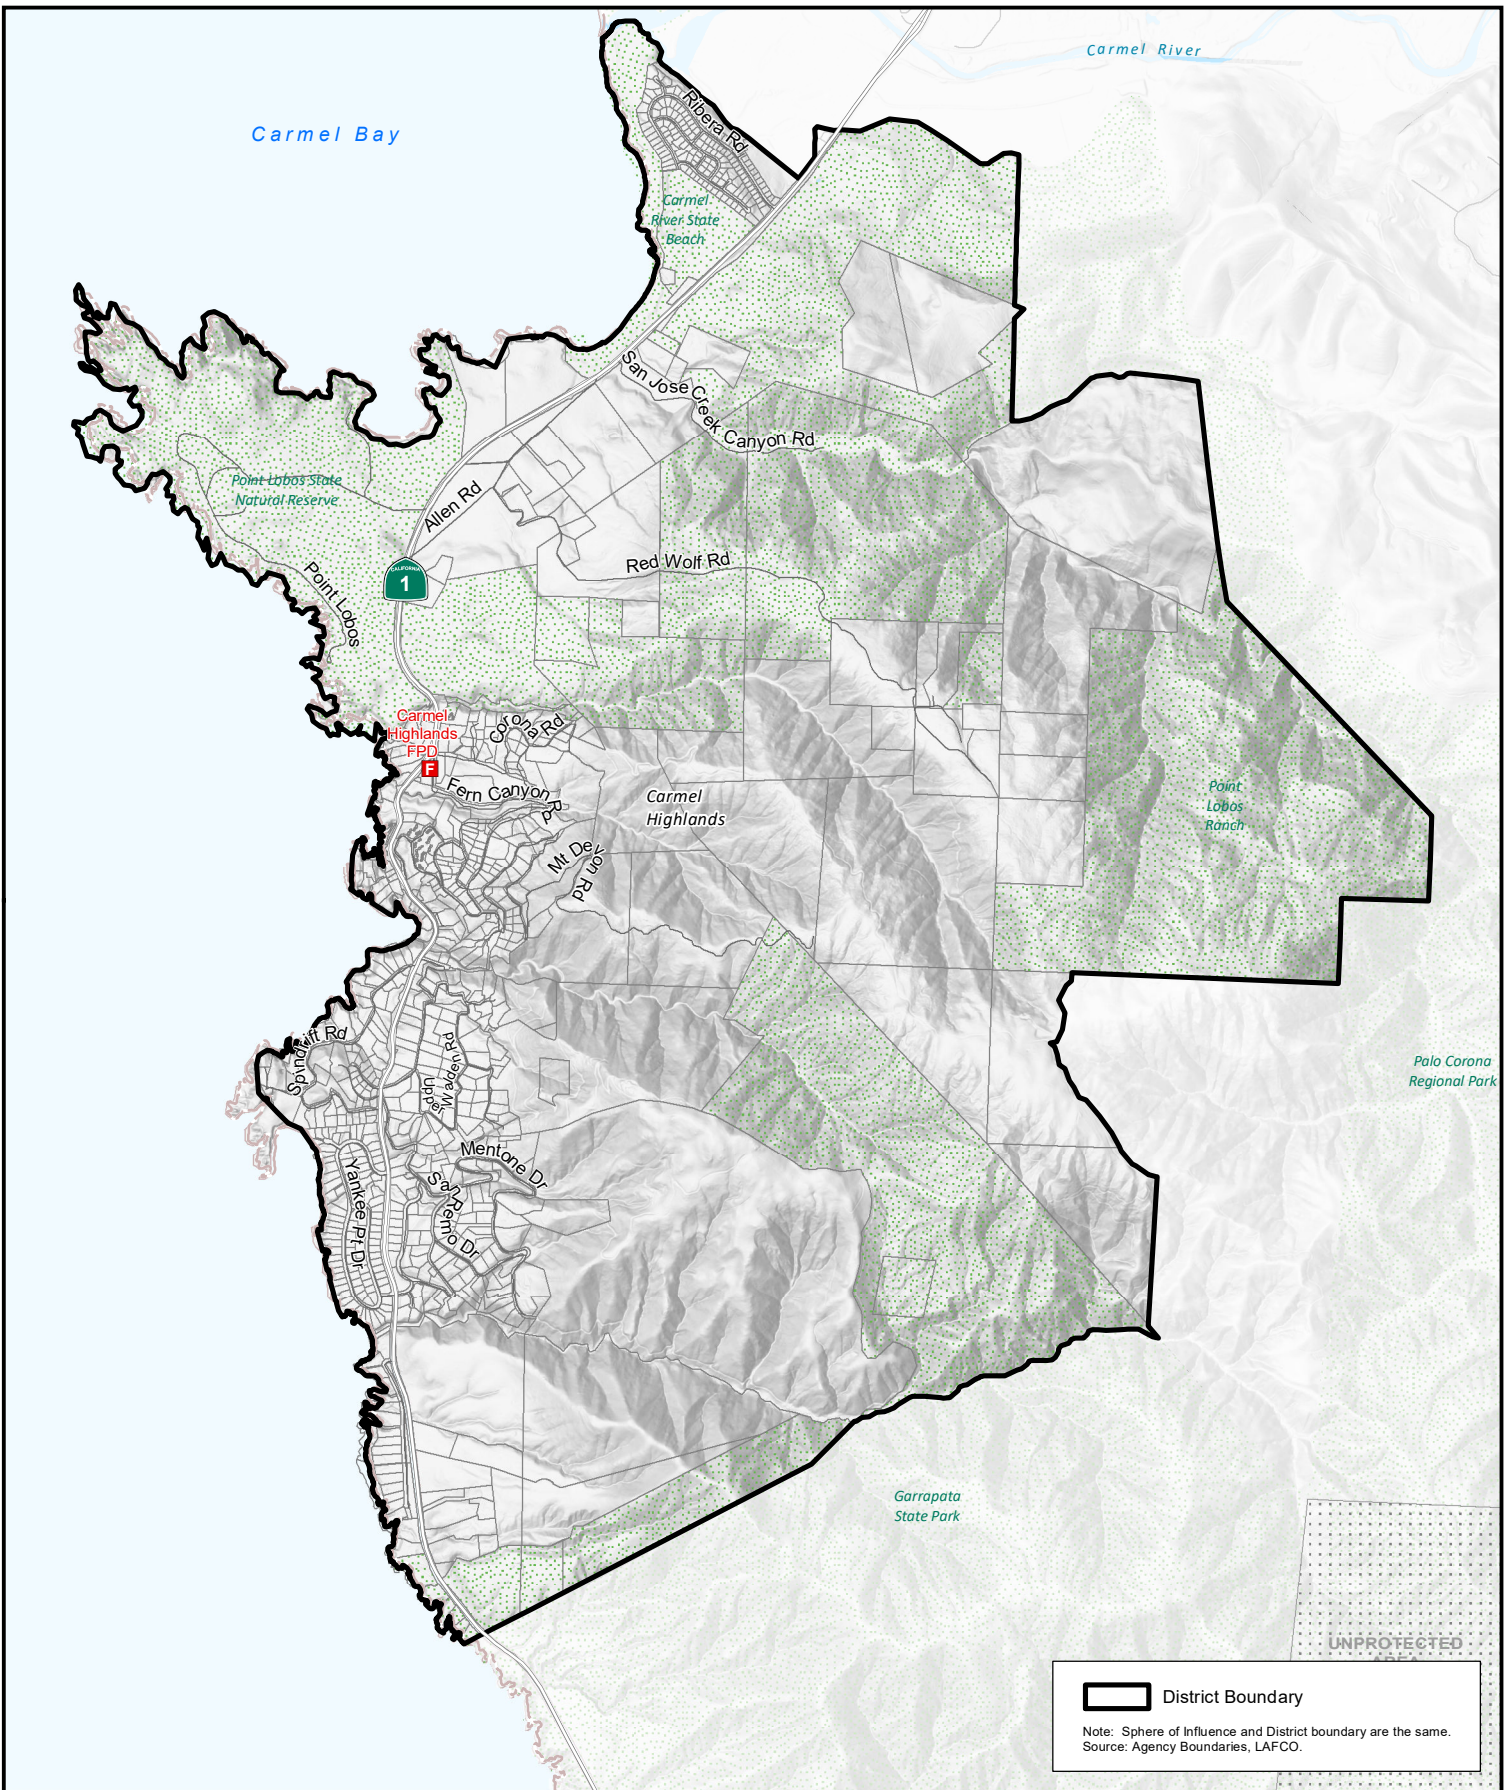 Carmel River
Carmel Bay
Ribera Rd
Carmel
River State
Beach
San Jose Creek Canyon Rd
Point Lobos State
Natural Reserve
Allen Rd
Red Wolf Rd
CALIFORNIA
1
Point Lobos
Carmel
Highlands
FPD
F
Corona Rd
Fern Canyon Rd
Carmel
Highlands
Point
Lobos
Ranch
Mt Devon Rd
Spindrift Rd
Upper
Walden Rd
Palo Corona
Regional Park
Mentone Dr
San Remo Dr
Yankee Pt Dr
Garrapata
State Park
UNPROTECTED
AREA
District Boundary
Note: Sphere of Influence and District boundary are the same.
Source: Agency Boundaries, LAFCO.